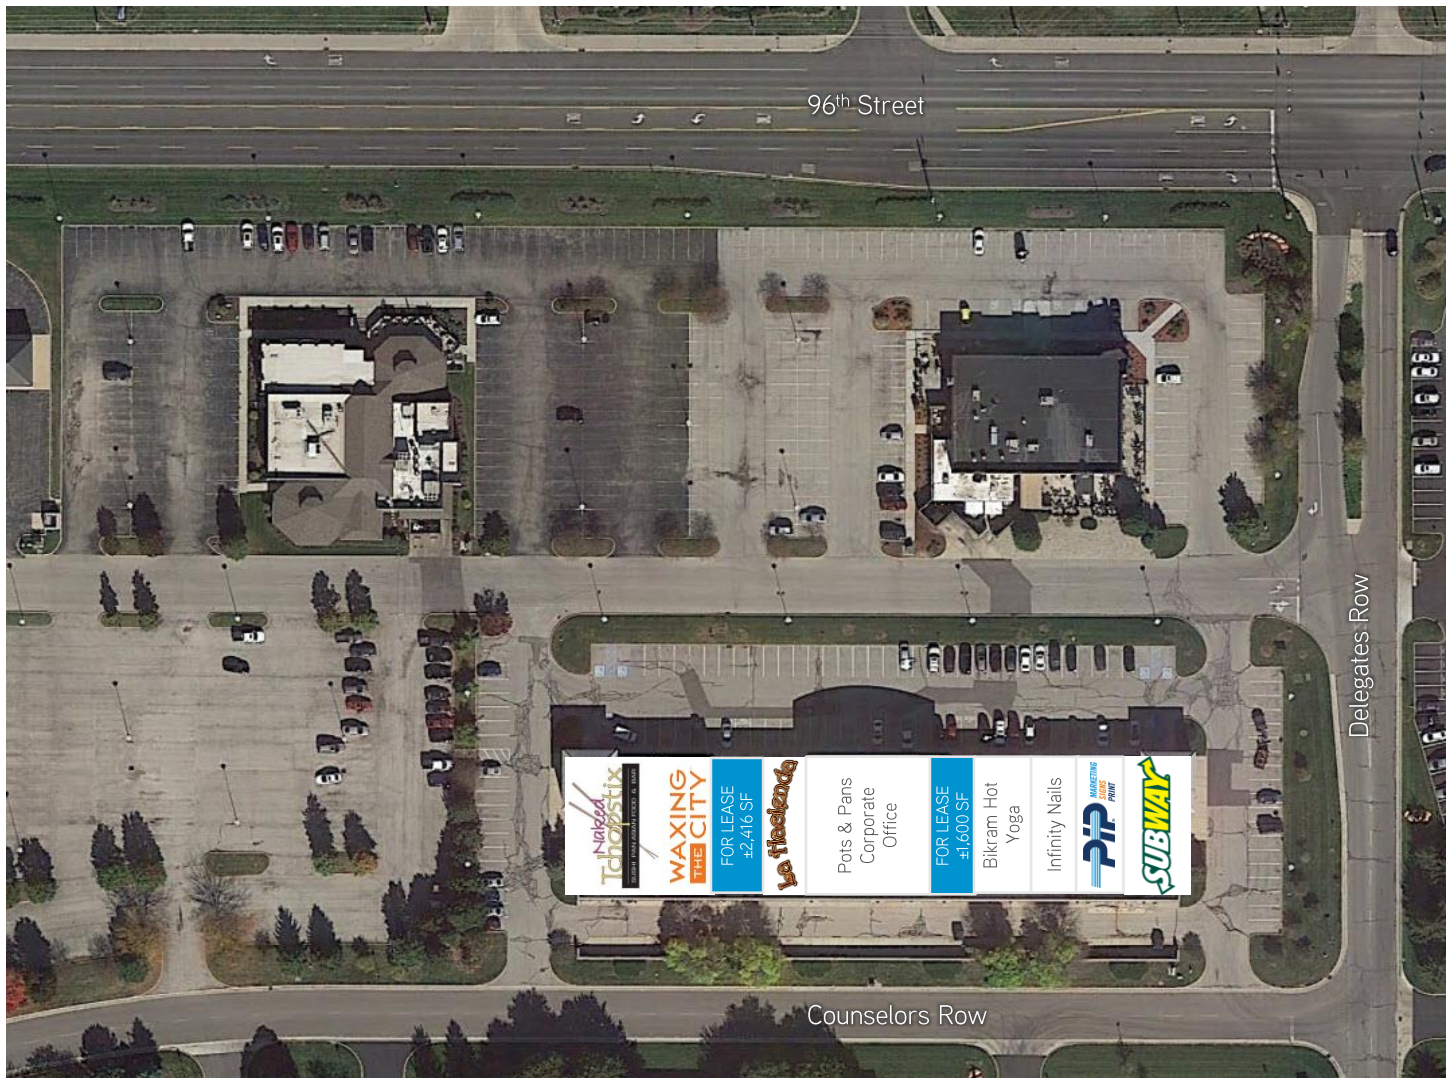 96th Street
Delegates Row
Naked
Tchopstix
SUSHI PAN ASIAN FOOD & BAR
WAXING
THE CITY
FOR LEASE
±2,416 SF
La Hacienda
Pots & Pans
Corporate
Office
FOR LEASE
±1,600 SF
Bikram Hot
Yoga
Infinity Nails
PIP
MARKETING
SIGNS
PRINT
SUBWAY
Counselors Row